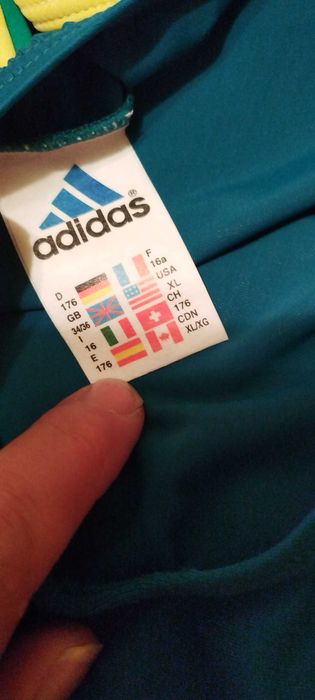 adidas®
D F
176 16a
GB USA
34/36 XL
I CH
16 176
E CDN
176 XL/XG